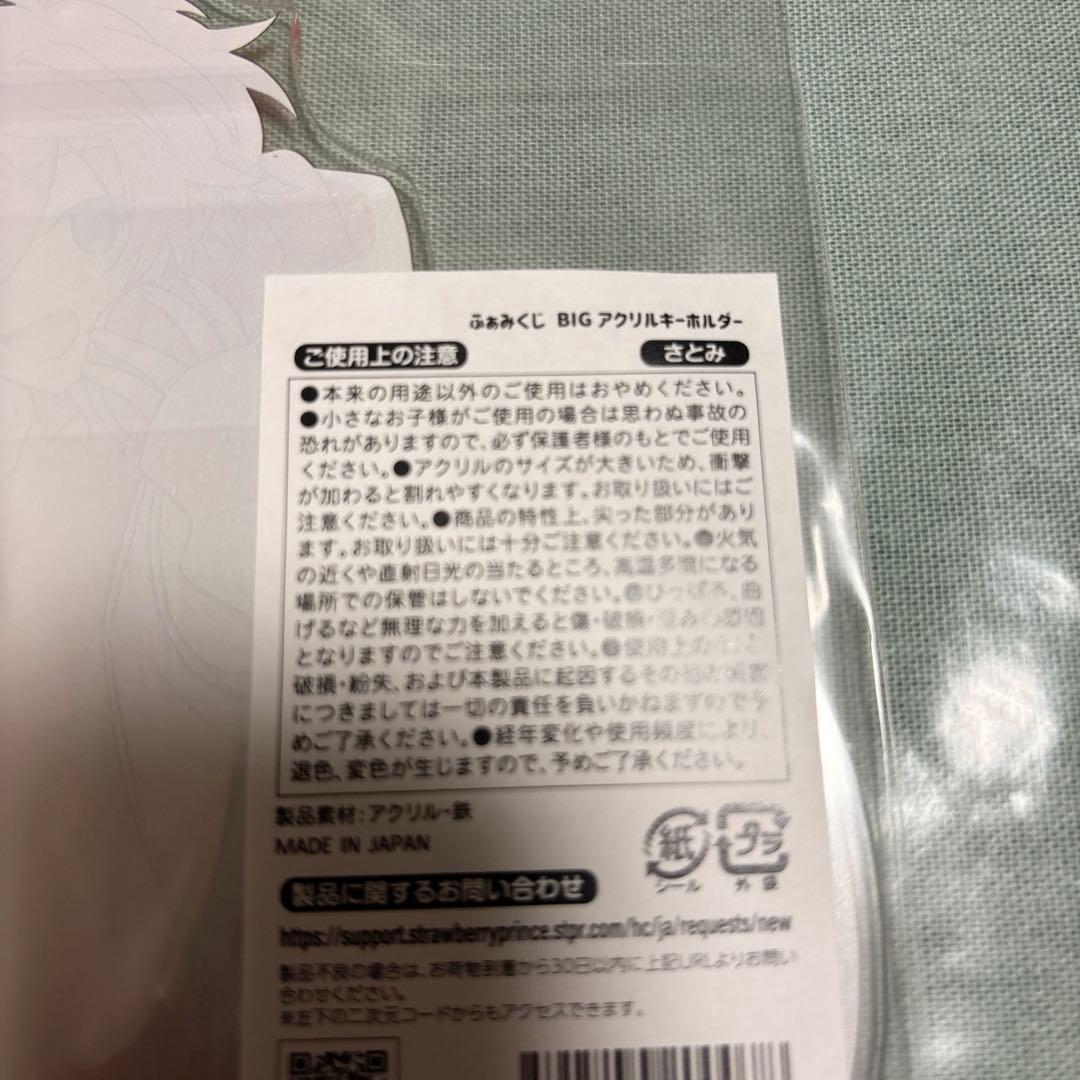 ふぁみくじ BIG アクリルキーホルダー
ご使用上の注意 さとみ
●本来の用途以外のご使用はおやめください。
●小さなお子様がご使用の場合は思わぬ事故の
恐れがありますので、必ず保護者様のもとでご使用
ください。●アクリルのサイズが大きいため、衝撃
が加わると割れやすくなります。お取り扱いにはご
注意ください。●商品の特性上、尖った部分があり
ます。お取り扱いには十分ご注意ください。●火気
の近くや直射日光の当たるところ、高温多湿になる
場所での保管はしないでください。●ひっぱる、曲
げるなど無理な力を加えると傷・破損・歪みの原因
となりますのでご注意ください。●使用上の
破損・紛失、および本製品に起因するその他の損害
につきましては一切の責任を負いかねますので予
めご了承ください。●経年変化や使用頻度により、
退色、変色が生じますので、予めご了承ください。
製品素材:アクリル・鉄
MADE IN JAPAN
紙 プラ
シール 外袋
製品に関するお問い合わせ
https://support.strawberryprince.stpr.com/hc/ja/requests/new
製品不良の場合は、お荷物到着から30日以内に上記URLよりお問い
合わせください。
※左下の二次元コードからもアクセスできます。